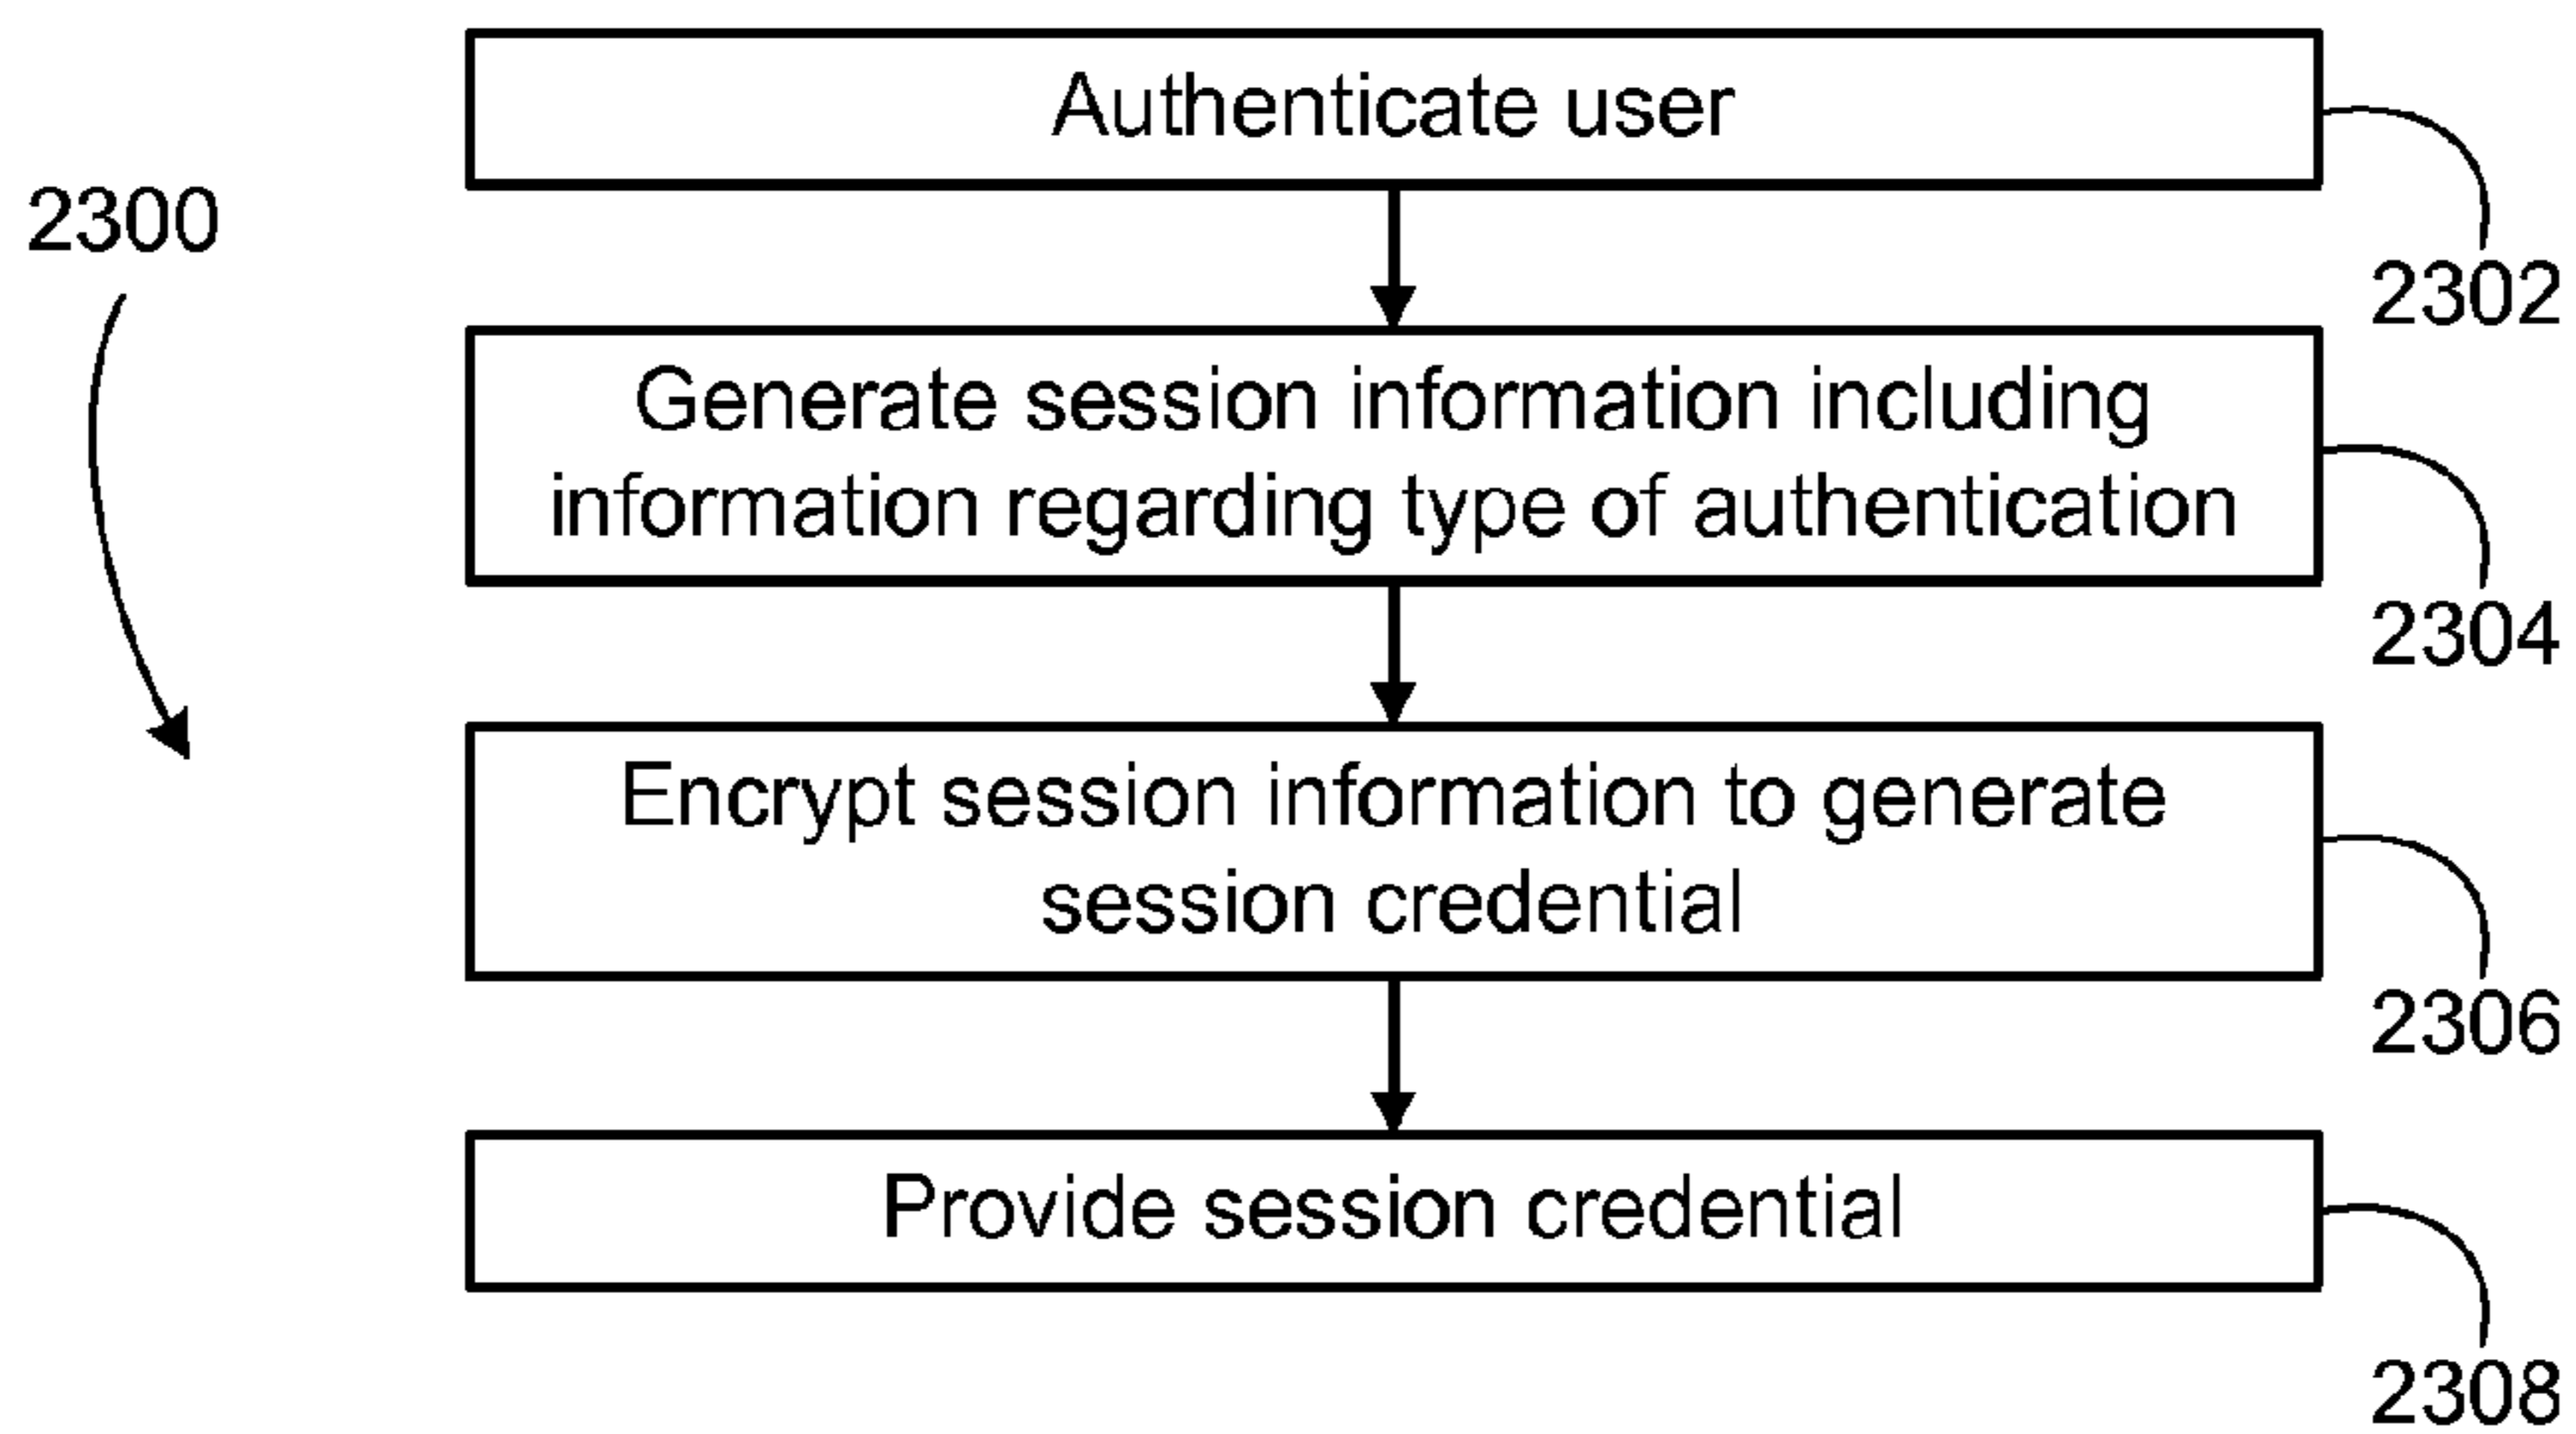 Authenticate user
2300
2302
Generate session information including
information regarding type of authentication
2304
Encrypt session information to generate
session credential
2306
Provide session credential
2308